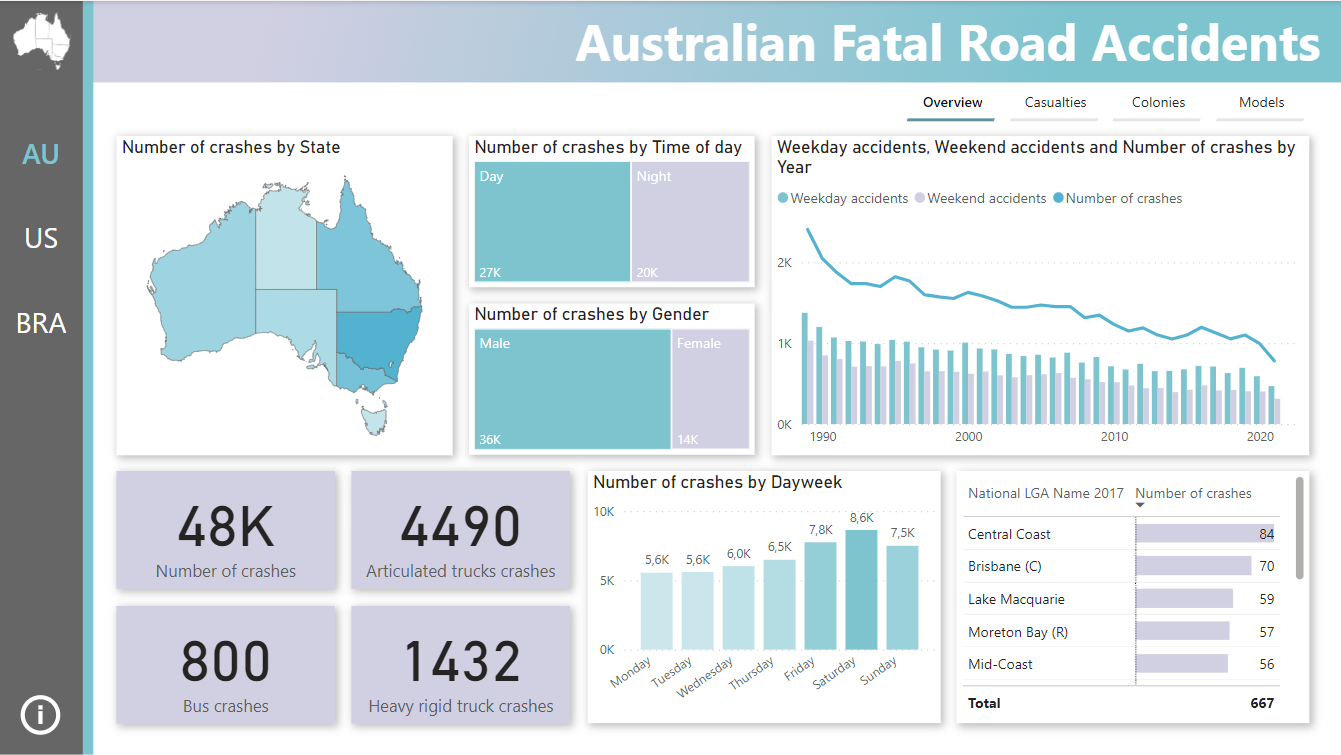 Australian Fatal Road Accidents
AU
US
BRA
Overview
Casualties
Colonies
Models
Number of crashes by State
Number of crashes by Time of day
Day
Night
27K
20K
Number of crashes by Gender
Male
Female
36K
14K
Weekday accidents, Weekend accidents and Number of crashes by
Year
Weekday accidents
Weekend accidents
Number of crashes
2K
1K
0K
1990
2000
2010
2020
48K
Number of crashes
4490
Articulated trucks crashes
800
Bus crashes
1432
Heavy rigid truck crashes
Number of crashes by Dayweek
10K
5K
0K
5,6K
5,6K
6,0K
6,5K
7,8K
8,6K
7,5K
Monday
Tuesday
Wednesday
Thursday
Friday
Saturday
Sunday
National LGA Name 2017 Number of crashes
Central Coast 84
Brisbane (C) 70
Lake Macquarie 59
Moreton Bay (R) 57
Mid-Coast 56
Total 667
i